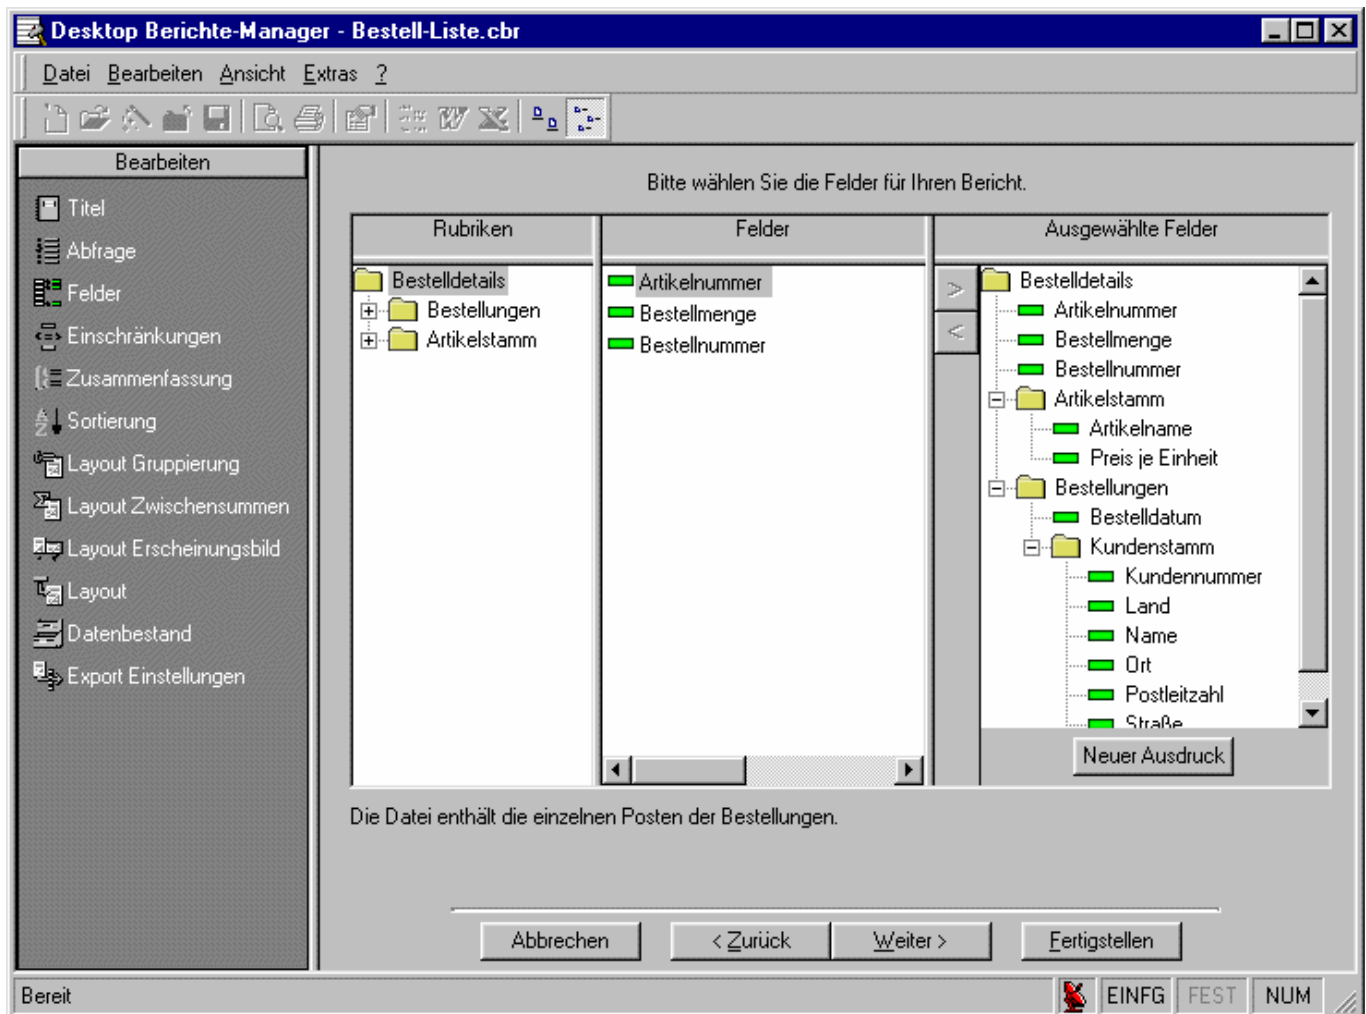 Desktop Berichte-Manager - Bestell-Liste.cbr
Datei Bearbeiten Ansicht Extras ?
Bearbeiten
Titel
Abfrage
Felder
Einschränkungen
Zusammenfassung
Sortierung
Layout Gruppierung
Layout Zwischensummen
Layout Erscheinungsbild
Layout
Datenbestand
Export Einstellungen
Bitte wählen Sie die Felder für Ihren Bericht.
Rubriken
Bestelldetails
Bestellungen
Artikelstamm
Felder
Artikelnummer
Bestellmenge
Bestellnummer
>
<
Ausgewählte Felder
Bestelldetails
Artikelnummer
Bestellmenge
Bestellnummer
Artikelstamm
Artikelname
Preis je Einheit
Bestellungen
Bestelldatum
Kundenstamm
Kundennummer
Land
Name
Ort
Postleitzahl
Straße
Neuer Ausdruck
Die Datei enthält die einzelnen Posten der Bestellungen.
Abbrechen
< Zurück
Weiter >
Fertigstellen
Bereit
EINFG FEST NUM